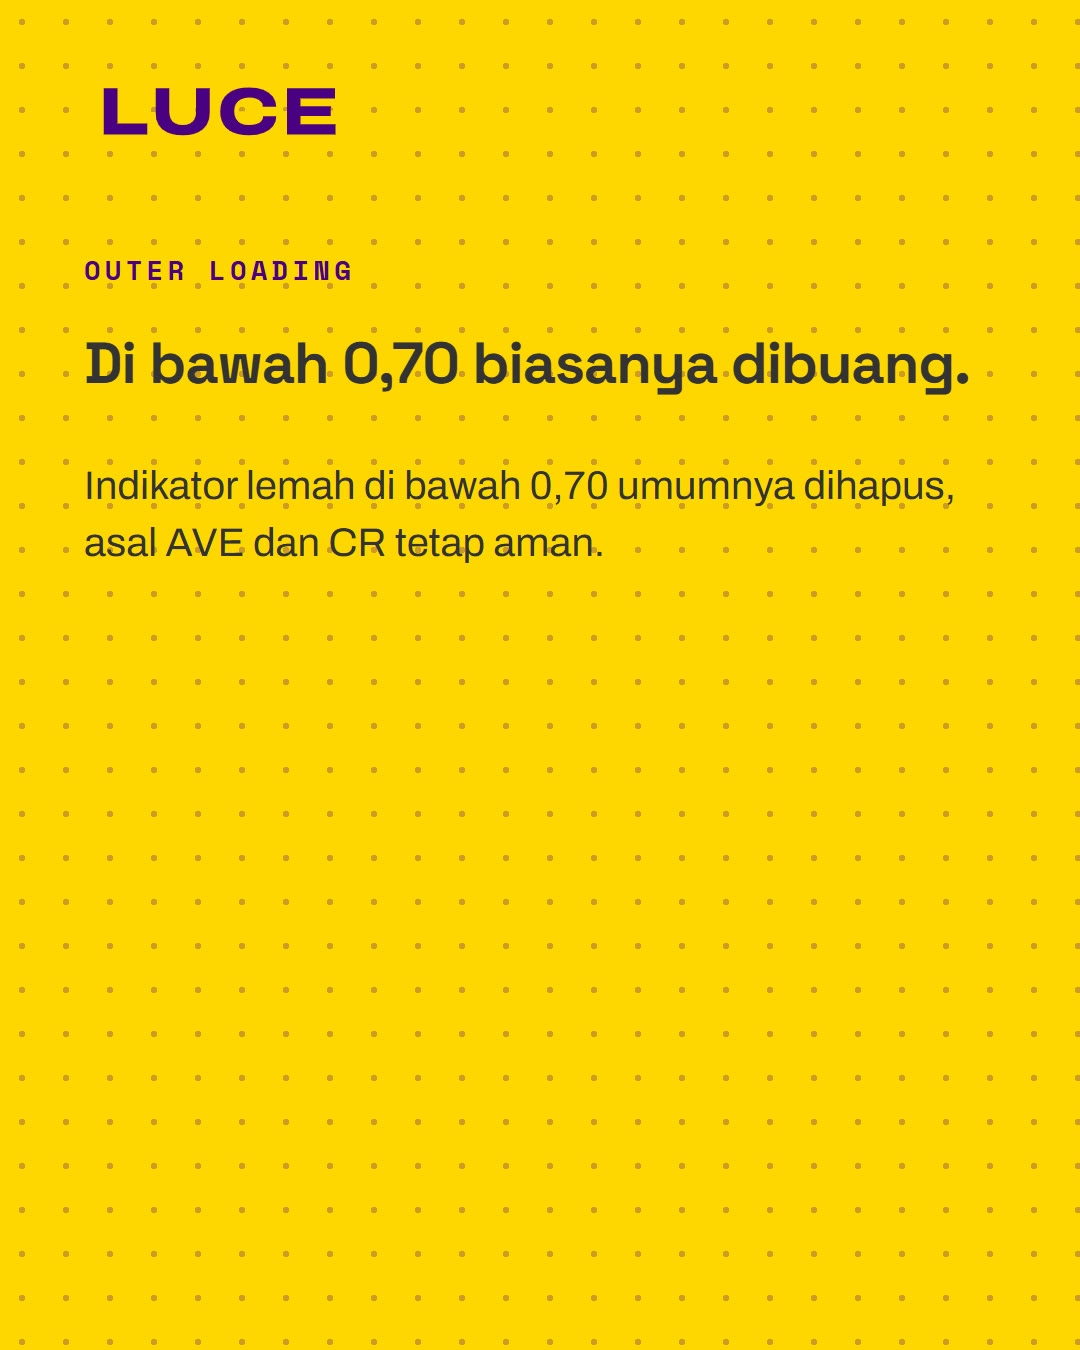 LUCE
OUTER LOADING
Di bawah 0,70 biasanya dibuang.
Indikator lemah di bawah 0,70 umumnya dihapus,
asal AVE dan CR tetap aman.